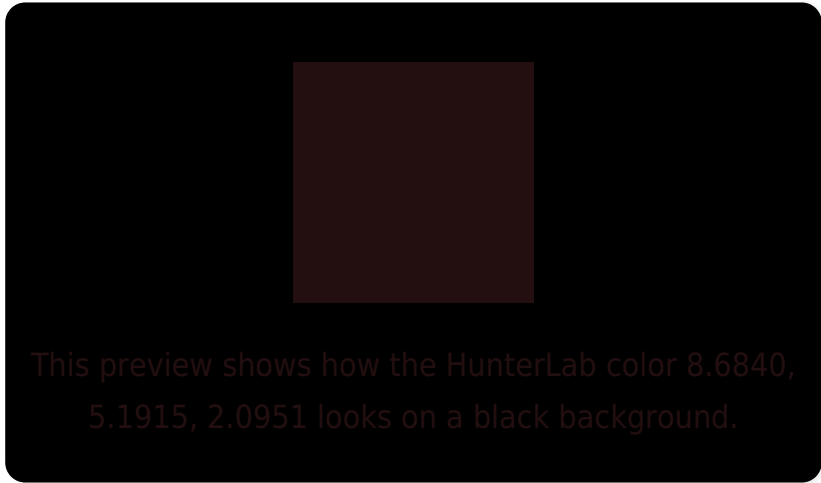 This preview shows how the HunterLab color 8.6840,
5.1915, 2.0951 looks on a black background.